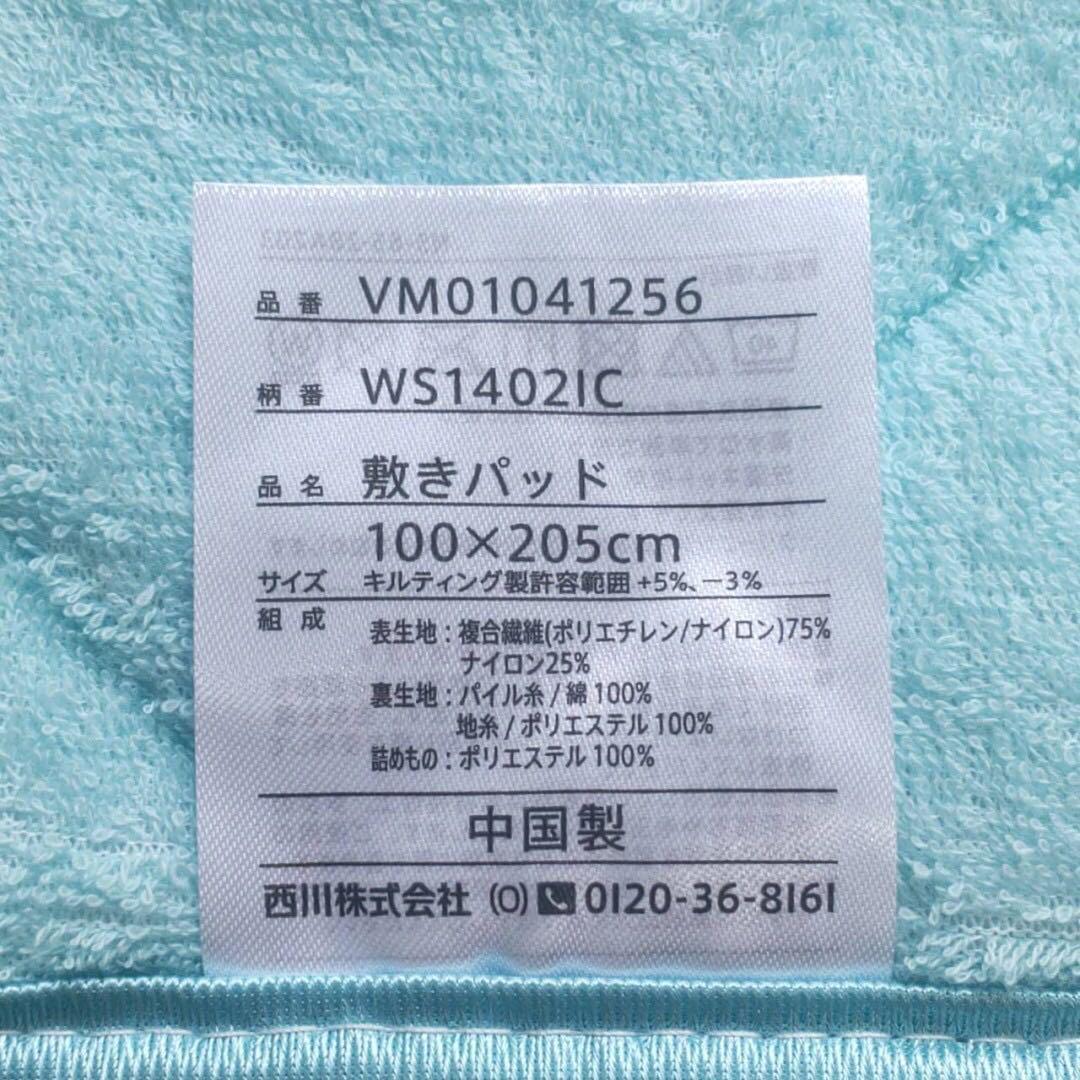 品番 VM01041256
柄番 WS1402IC
品名 敷きパッド
100×205cm
サイズ キルティング製許容範囲 +5%、－3%
組成
表生地：複合繊維(ポリエチレン/ナイロン)75%
ナイロン25%
裏生地：パイル糸 / 綿 100%
地糸 / ポリエステル 100%
詰めもの：ポリエステル 100%
中国製
西川株式会社 (O) 0120-36-8161